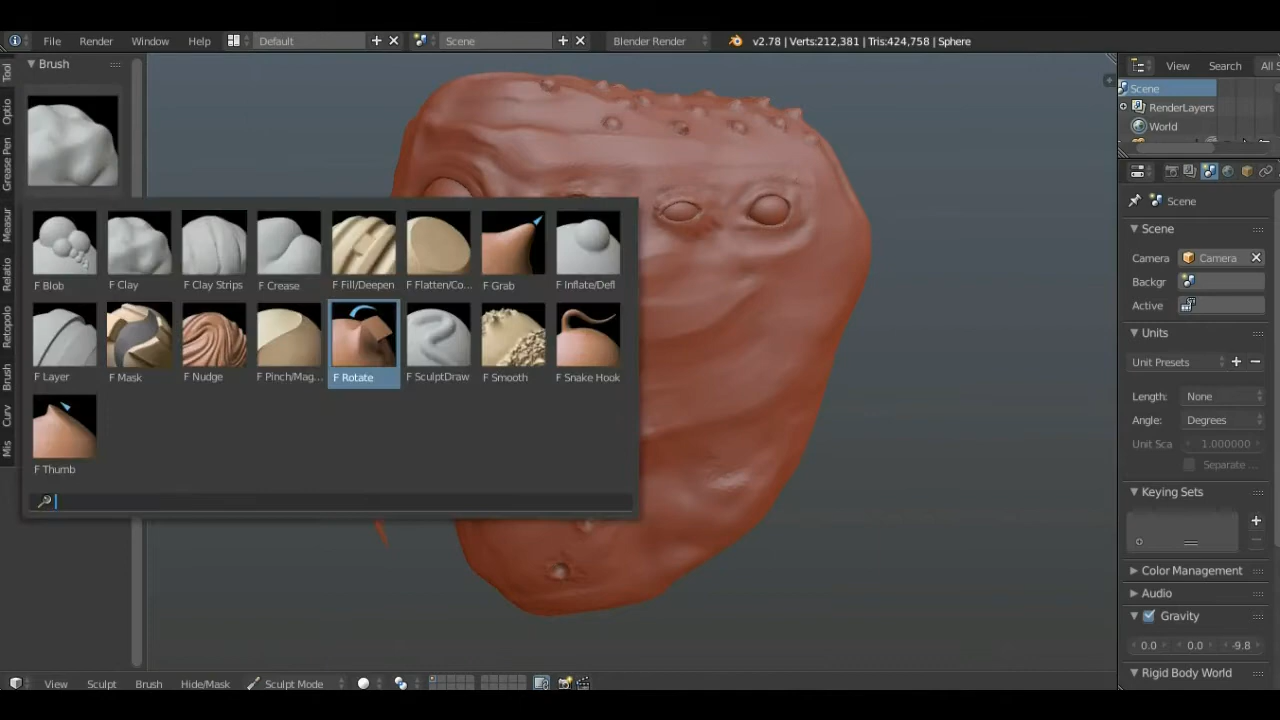 File Render Window Help Default Scene Blender Render v2.78 | Verts:212,381 | Tris:424,758 | Sphere
Brush
View Search All S
Scene
RenderLayers
World
Tool
Optio
Grease Pen
Measur
Relatio
Retopolo
Brush
Curv
Mis
F Blob F Clay F Clay Strips F Crease F Fill/Deepen F Flatten/Co... F Grab F Inflate/Defl
F Layer F Mask F Nudge F Pinch/Mag... F Rotate F SculptDraw F Smooth F Snake Hook
F Thumb
Scene
Scene
Camera Camera
Backgr
Active
Units
Unit Presets
Length: None
Angle: Degrees
Unit Sca 1.000000
Separate ...
Keying Sets
Color Management
Audio
Gravity
0.0 0.0 -9.8
Rigid Body World
View Sculpt Brush Hide/Mask Sculpt Mode